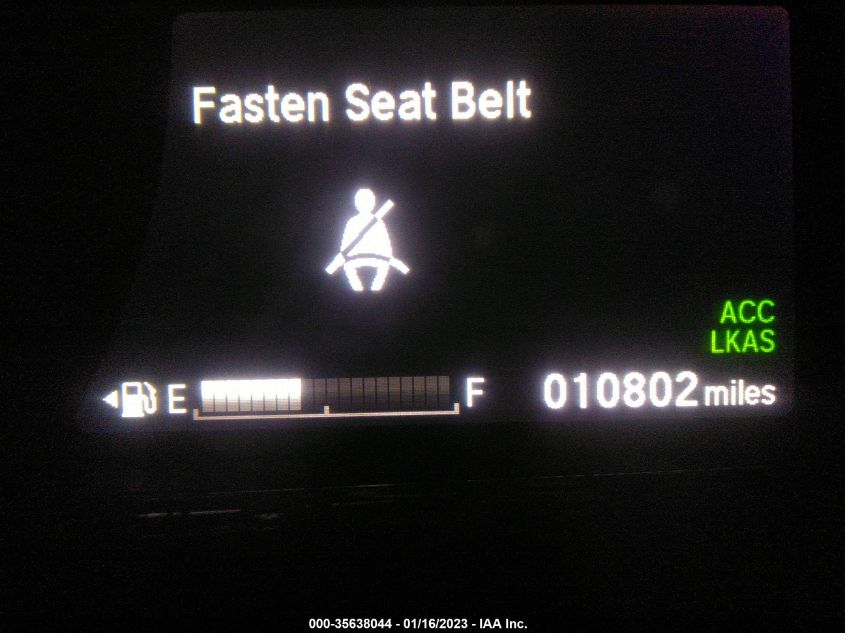 Fasten Seat Belt
ACC
LKAS
E F 010802 miles
000-35638044 - 01/16/2023 - IAA Inc.